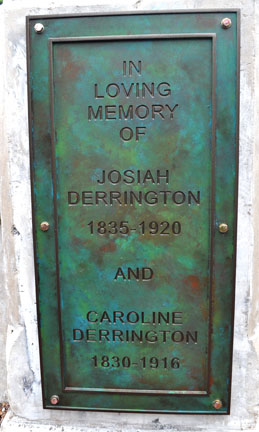 IN
LOVING
MEMORY
OF
JOSIAH
DERRINGTON
1835-1920
AND
CAROLINE
DERRINGTON
1830-1916